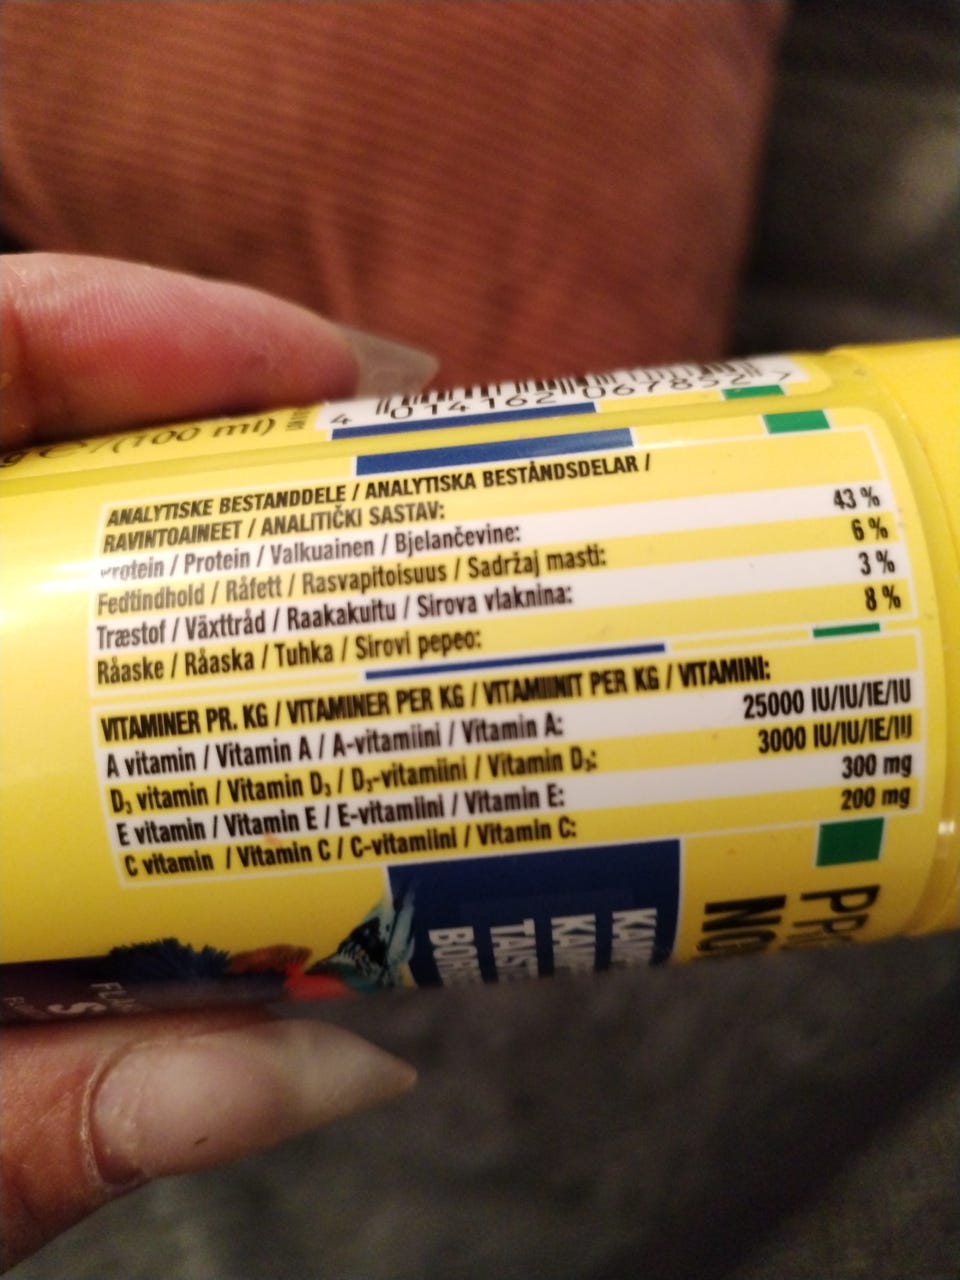 /(100 ml)
4 014162 067852 7
ANALYTISKE BESTANDDELE / ANALYTISKA BESTÅNDSDELAR /
RAVINTOAINEET / ANALITIČKI SASTAV:
Protein / Protein / Valkuainen / Bjelančevine: 43 %
Fedtindhold / Råfett / Rasvapitoisuus / Sadržaj masti: 6 %
Træstof / Växttråd / Raakakuitu / Sirova vlaknina: 3 %
Råaske / Råaska / Tuhka / Sirovi pepeo: 8 %
VITAMINER PR. KG / VITAMINER PER KG / VITAMIINIT PER KG / VITAMINI:
A vitamin / Vitamin A / A-vitamiini / Vitamin A: 25000 IU/IU/IE/IU
D₃ vitamin / Vitamin D₃ / D₃-vitamiini / Vitamin D₃: 3000 IU/IU/IE/IU
E vitamin / Vitamin E / E-vitamiini / Vitamin E: 300 mg
C vitamin / Vitamin C / C-vitamiini / Vitamin C: 200 mg